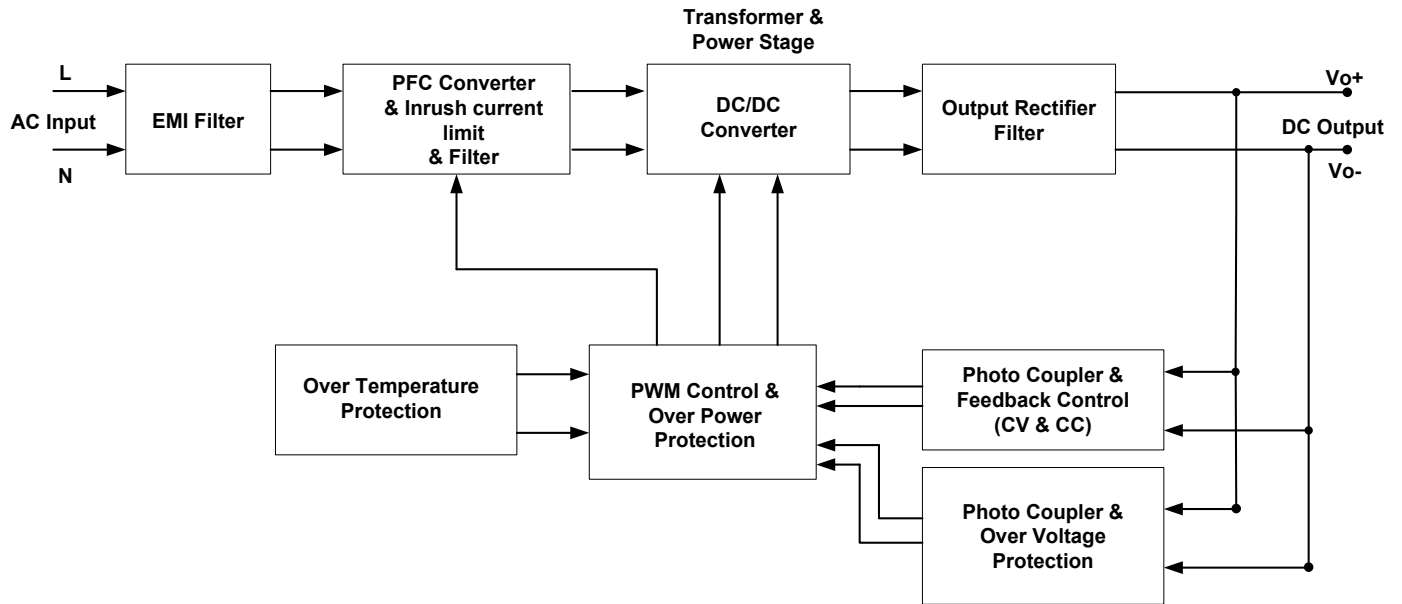 Transformer &
Power Stage
L
AC Input
N
EMI Filter
PFC Converter
& Inrush current
limit
& Filter
DC/DC
Converter
Output Rectifier
Filter
Vo+
DC Output
Vo-
Over Temperature
Protection
PWM Control &
Over Power
Protection
Photo Coupler &
Feedback Control
(CV & CC)
Photo Coupler &
Over Voltage
Protection